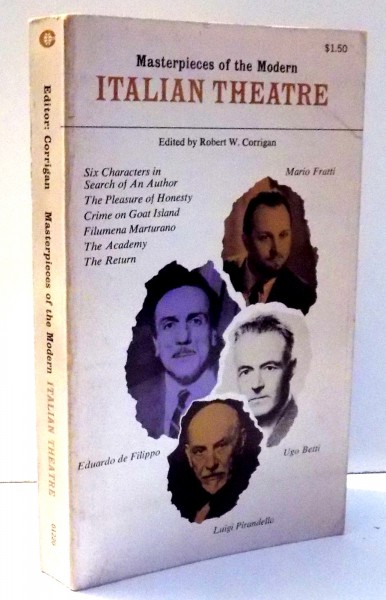 $1.50
Masterpieces of the Modern
ITALIAN THEATRE
Edited by Robert W. Corrigan
Six Characters in
Search of An Author
The Pleasure of Honesty
Crime on Goat Island
Filumena Marturano
The Academy
The Return
Mario Fratti
Eduardo de Filippo
Ugo Betti
Luigi Pirandello
Editor: Corrigan Masterpieces of the Modern ITALIAN THEATRE